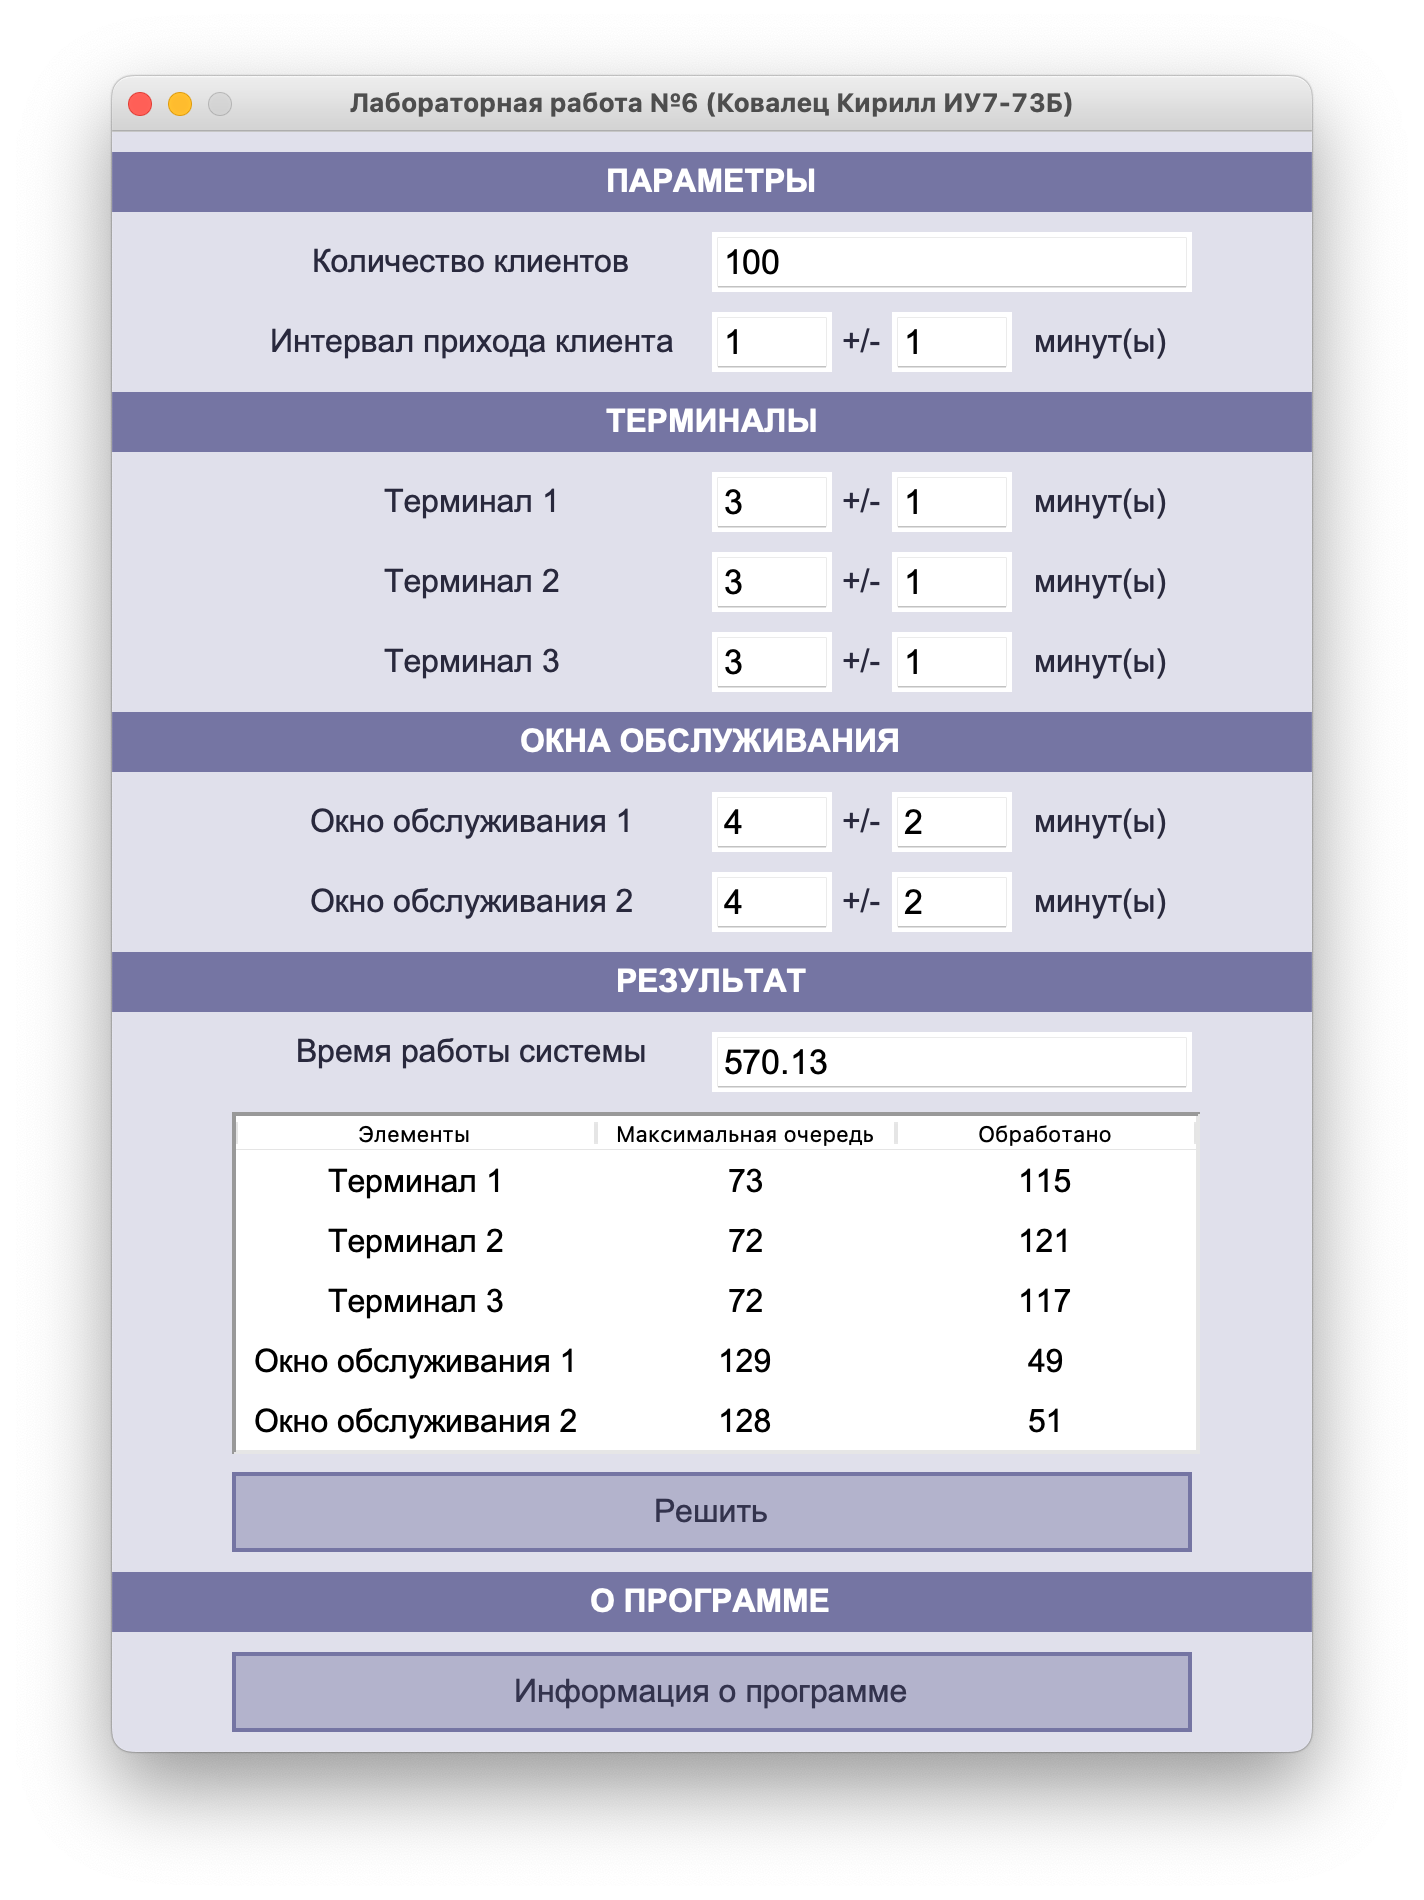 Лабораторная работа №6 (Ковалец Кирилл ИУ7-73Б)
ПАРАМЕТРЫ
Количество клиентов 100
Интервал прихода клиента 1 +/- 1 минут(ы)
ТЕРМИНАЛЫ
Терминал 1 3 +/- 1 минут(ы)
Терминал 2 3 +/- 1 минут(ы)
Терминал 3 3 +/- 1 минут(ы)
ОКНА ОБСЛУЖИВАНИЯ
Окно обслуживания 1 4 +/- 2 минут(ы)
Окно обслуживания 2 4 +/- 2 минут(ы)
РЕЗУЛЬТАТ
Время работы системы 570.13
Элементы Максимальная очередь Обработано
Терминал 1 73 115
Терминал 2 72 121
Терминал 3 72 117
Окно обслуживания 1 129 49
Окно обслуживания 2 128 51
Решить
О ПРОГРАММЕ
Информация о программе